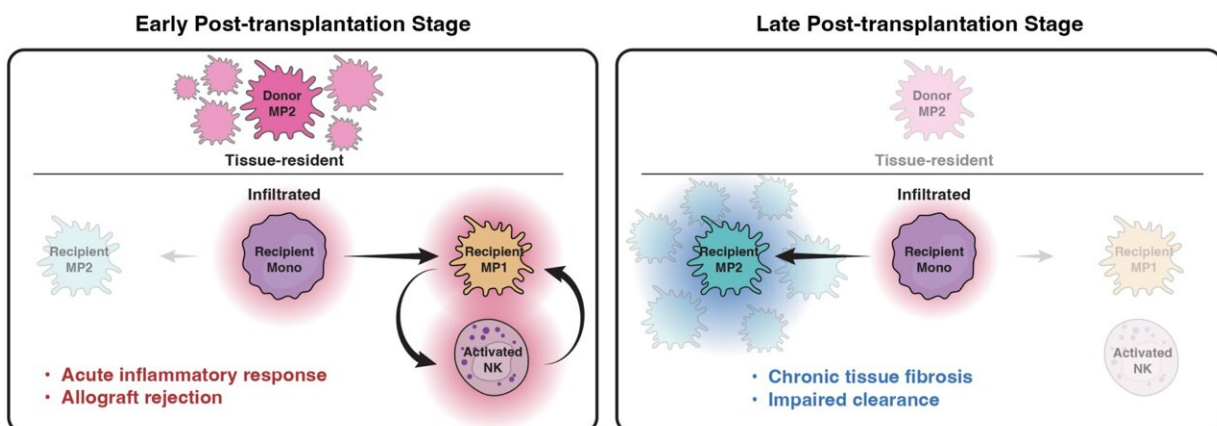 Early Post-transplantation Stage
Donor
MP2
Tissue-resident
Infiltrated
Recipient
MP2
Recipient
Mono
Recipient
MP1
Activated
NK
• Acute inflammatory response
• Allograft rejection
Late Post-transplantation Stage
Donor
MP2
Tissue-resident
Infiltrated
Recipient
MP2
Recipient
Mono
Recipient
MP1
Activated
NK
• Chronic tissue fibrosis
• Impaired clearance